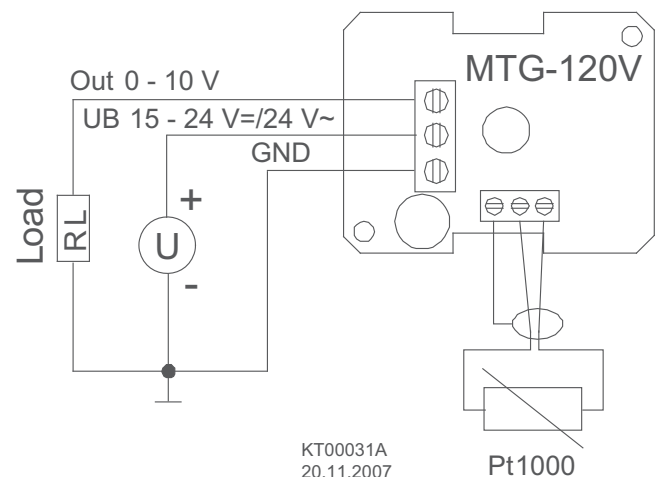 MTG-120V
Out 0 - 10 V
UB 15 - 24 V=/24 V~
GND
Load
RL
+
U
-
KT00031A
20.11.2007
Pt1000